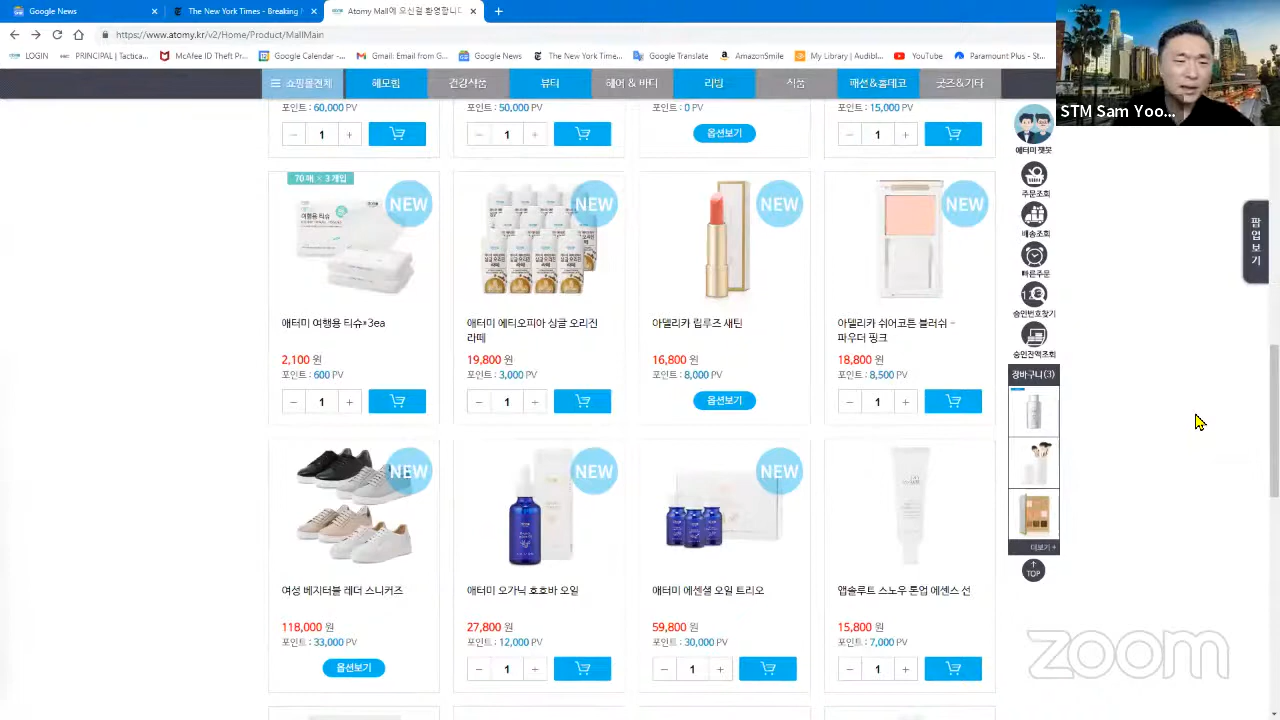 Google News
The New York Times - Breaking N
Atomy Mall에 오신걸 환영합니다
https://www.atomy.kr/v2/Home/Product/MallMain
LOGIN
PRINCIPAL | Tactica...
McAfee ID Theft Pr...
Google Calendar -...
Gmail: Email from G...
Google News
The New York Time...
Google Translate
AmazonSmile
My Library | Audibl...
YouTube
Paramount Plus - St...
쇼핑몰전체
헤모힘
건강식품
뷰티
헤어 & 바디
리빙
식품
패션&홈데코
굿즈&기타
STM Sam Yoo...
포인트 : 60,000 PV
포인트 : 50,000 PV
포인트 : 0 PV
포인트 : 15,000 PV
1
1
옵션보기
1
애터미 챗봇
주문조회
배송조회
빠른주문
승인번호찾기
승인잔액조회
장바구니(3)
더보기 +
TOP
팝업보기
70매 × 3개입
여행용 티슈
NEW
NEW
NEW
NEW
애터미 여행용 티슈*3ea
애터미 에티오피아 싱글 오리진
라떼
아델리카 립루즈 새틴
아델리카 쉬어코튼 블러쉬 -
파우더 핑크
2,100 원
19,800 원
16,800 원
18,800 원
포인트 : 600 PV
포인트 : 3,000 PV
포인트 : 8,000 PV
포인트 : 8,500 PV
1
1
옵션보기
1
NEW
NEW
NEW
여성 베지터블 레더 스니커즈
애터미 오가닉 호호바 오일
애터미 에센셜 오일 트리오
앱솔루트 스노우 톤업 에센스 선
118,000 원
27,800 원
59,800 원
15,800 원
포인트 : 33,000 PV
포인트 : 12,000 PV
포인트 : 30,000 PV
포인트 : 7,000 PV
옵션보기
1
1
1
zoom